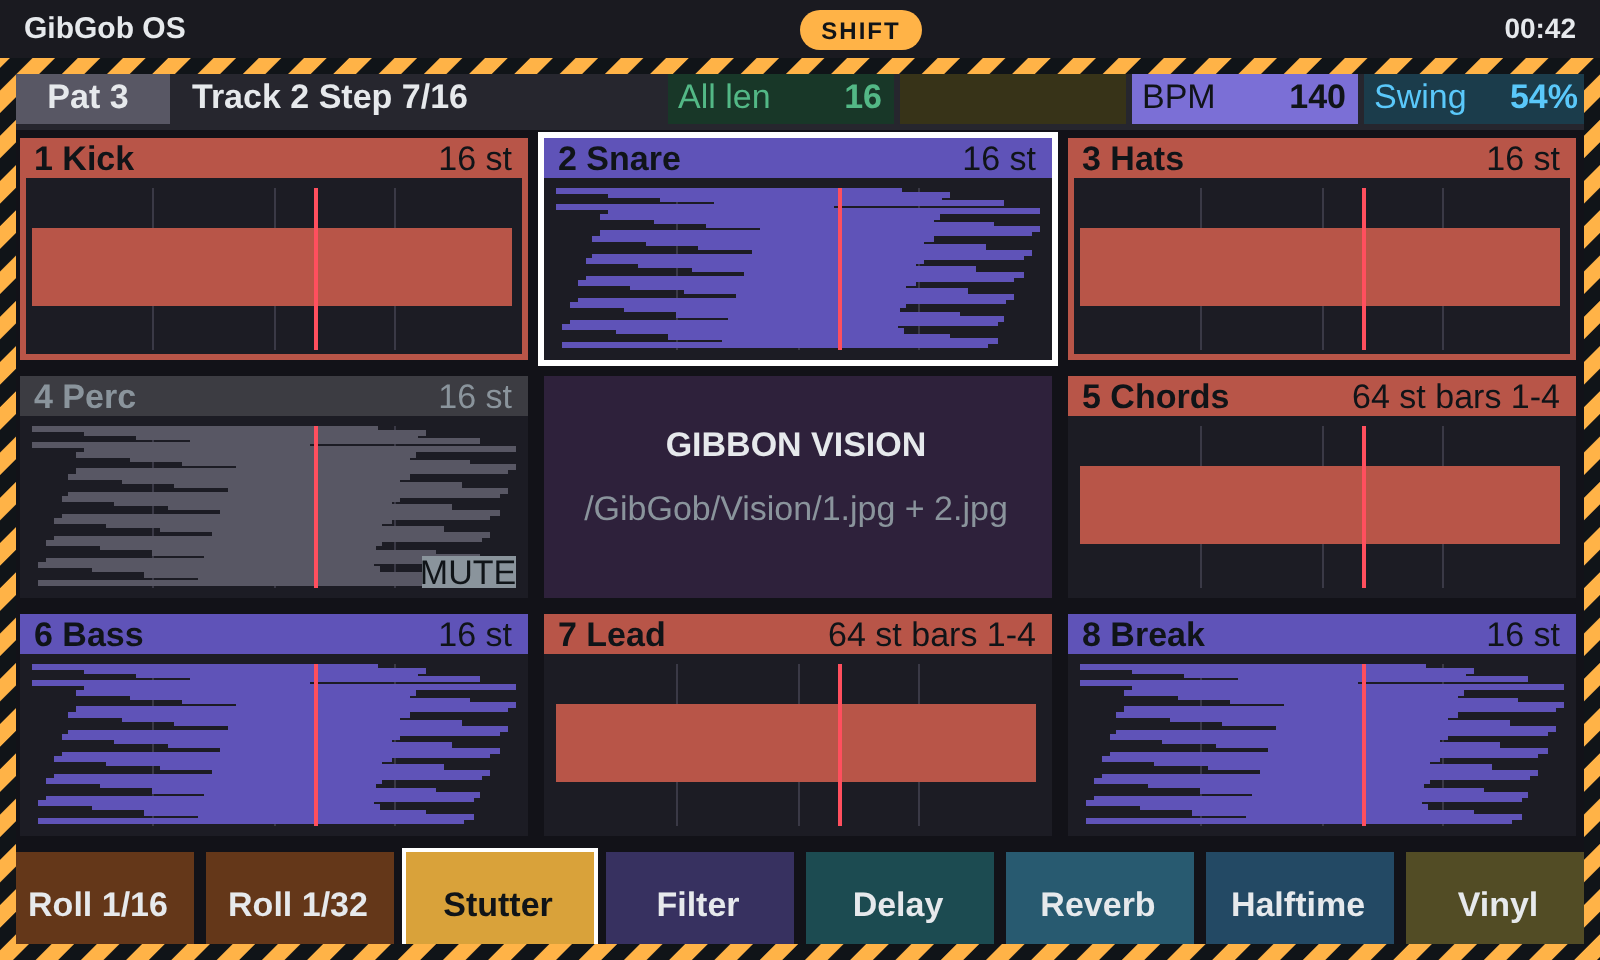 GibGob OS
SHIFT
00:42
Pat 3
Track 2 Step 7/16
All len 16
BPM 140
Swing 54%
1 Kick 16 st
2 Snare 16 st
3 Hats 16 st
4 Perc 16 st
MUTE
GIBBON VISION
/GibGob/Vision/1.jpg + 2.jpg
5 Chords 64 st bars 1-4
6 Bass 16 st
7 Lead 64 st bars 1-4
8 Break 16 st
Roll 1/16
Roll 1/32
Stutter
Filter
Delay
Reverb
Halftime
Vinyl